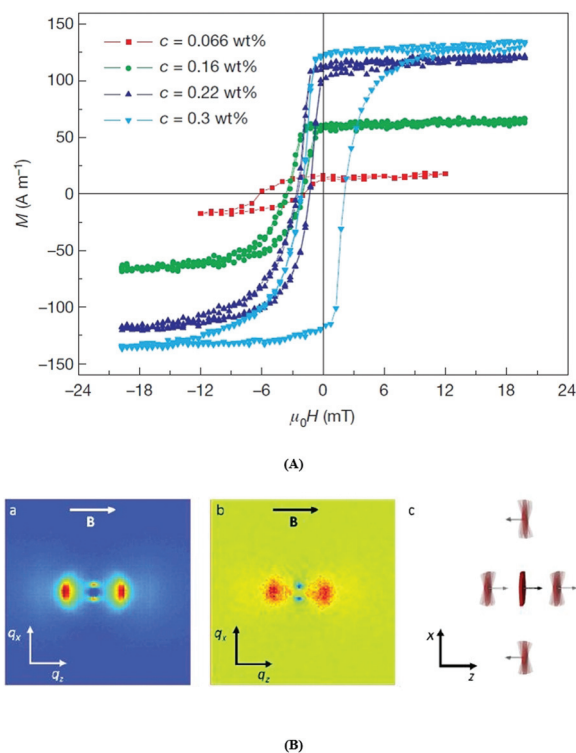 150
100
50
0
−50
−100
−150
M (A m⁻¹)
c = 0.066 wt%
c = 0.16 wt%
c = 0.22 wt%
c = 0.3 wt%
−24 −18 −12 −6 0 6 12 18 24
μ₀H (mT)
(A)
a B b B c
qx qx x
qz qz z
(B)